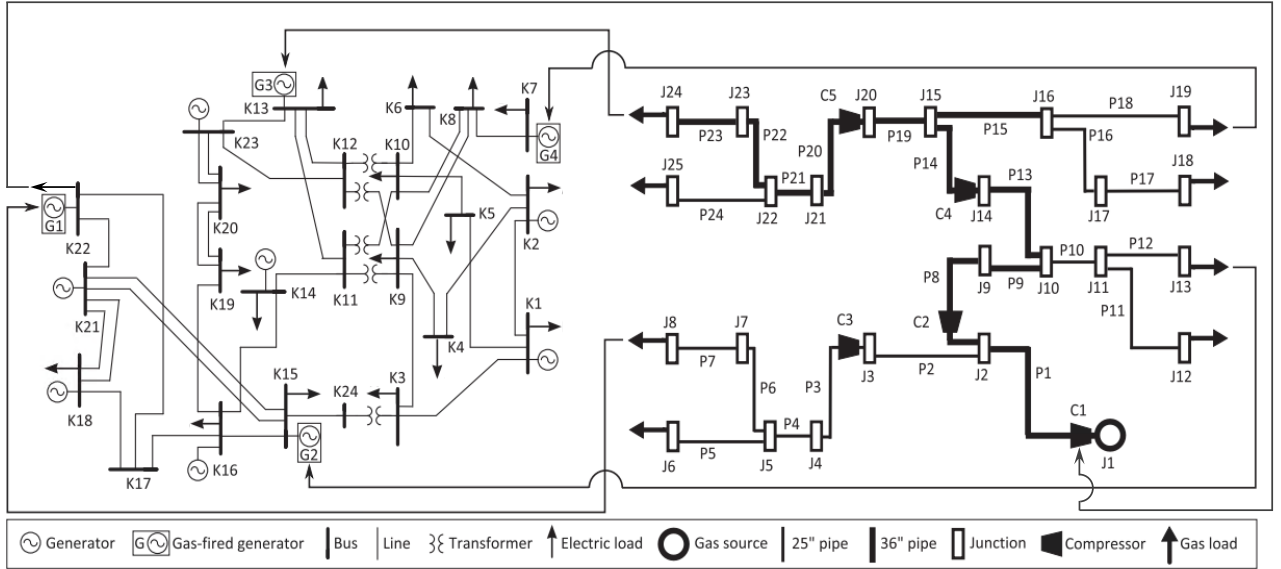 G3
K13
K23
K12
K10
K6
K8
K7
G4
K2
K5
K20
K19
K14
K11
K9
K4
K1
G1
K22
K21
K18
K17
K16
K15
G2
K24
K3
J24
J23
C5
J20
J15
J16
P18
J19
P23
P22
P19
P15
P16
P20
P14
P13
J25
P21
P17
J18
P24
J22
J21
C4
J14
J17
P10
P12
P8
J9
P9
J10
J11
J13
P11
C2
J8
J7
C3
P7
J3
P2
J2
P1
J12
P6
P3
C1
P4
J6
P5
J5
J4
J1
Generator
G Gas-fired generator
Bus
Line
Transformer
Electric load
Gas source
25" pipe
36" pipe
Junction
Compressor
Gas load